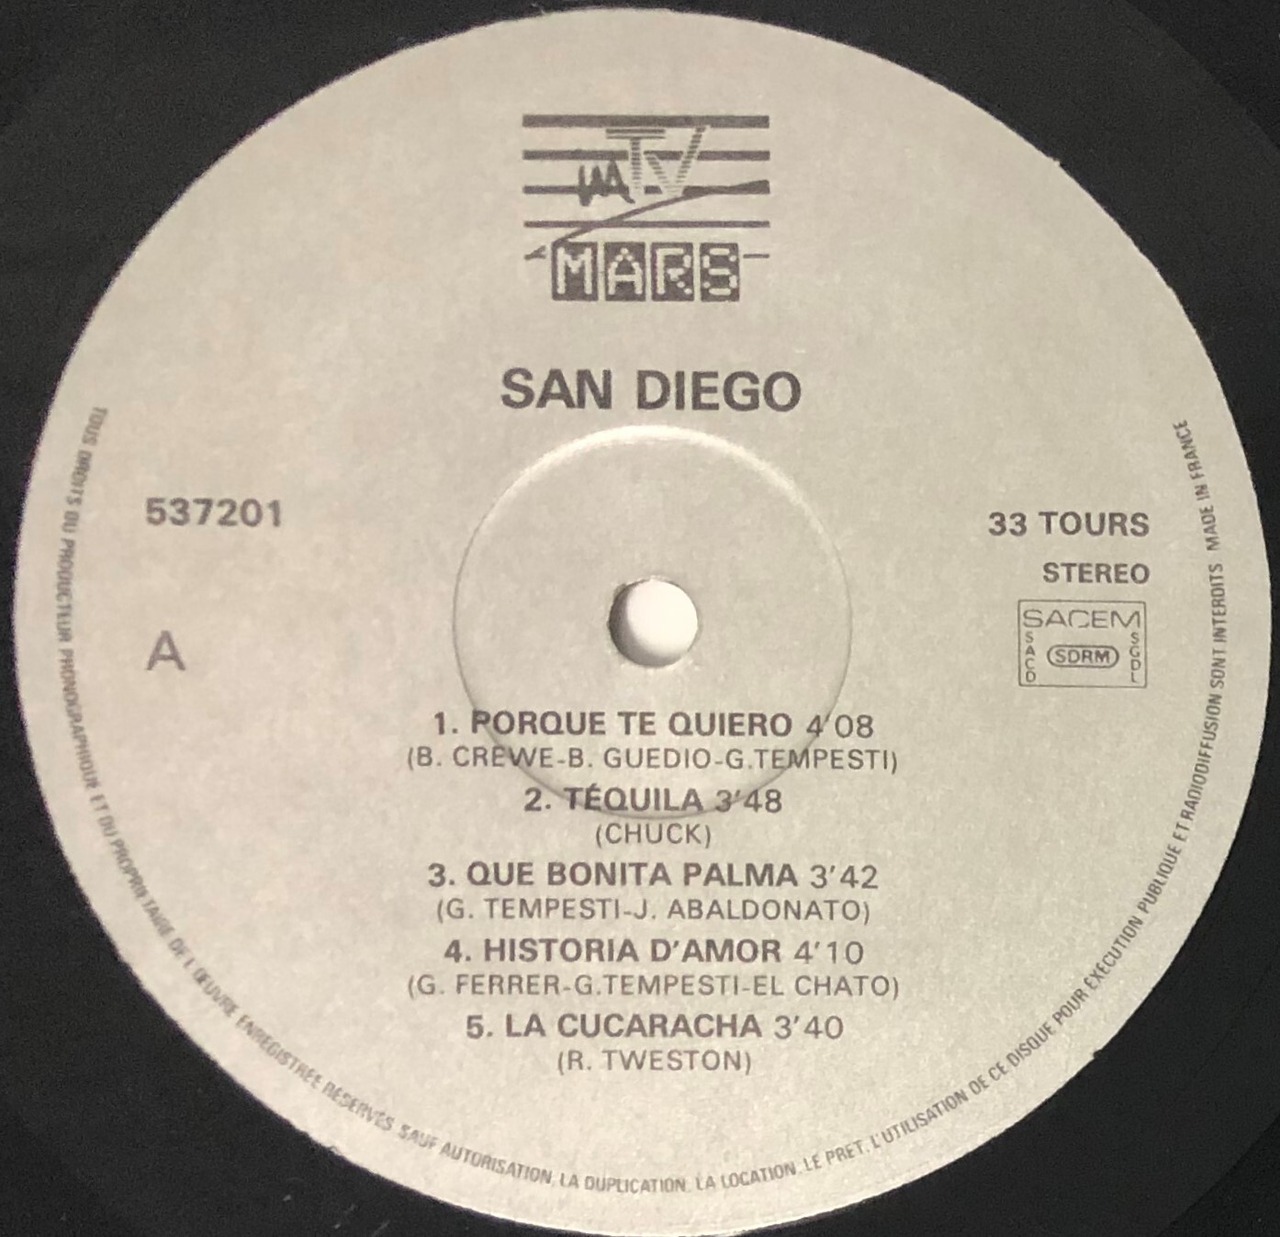 TV
MARS
SAN DIEGO
537201
33 TOURS
STEREO
A
SACEM
SACD
SDRM
SGDL
1. PORQUE TE QUIERO 4'08
(B. CREWE-B. GUEDIO-G.TEMPESTI)
2. TÉQUILA 3'48
(CHUCK)
3. QUE BONITA PALMA 3'42
(G. TEMPESTI-J. ABALDONATO)
4. HISTORIA D'AMOR 4'10
(G. FERRER-G.TEMPESTI-EL CHATO)
5. LA CUCARACHA 3'40
(R. TWESTON)
TOUS DROITS DU PRODUCTEUR PHONOGRAPHIQUE ET DU PROPRIETAIRE DE L'OEUVRE ENREGISTREE RESERVES SAUF AUTORISATION, LA DUPLICATION, LA LOCATION, LE PRET, L'UTILISATION DE CE DISQUE POUR EXECUTION PUBLIQUE ET RADIODIFFUSION SONT INTERDITS MADE IN FRANCE